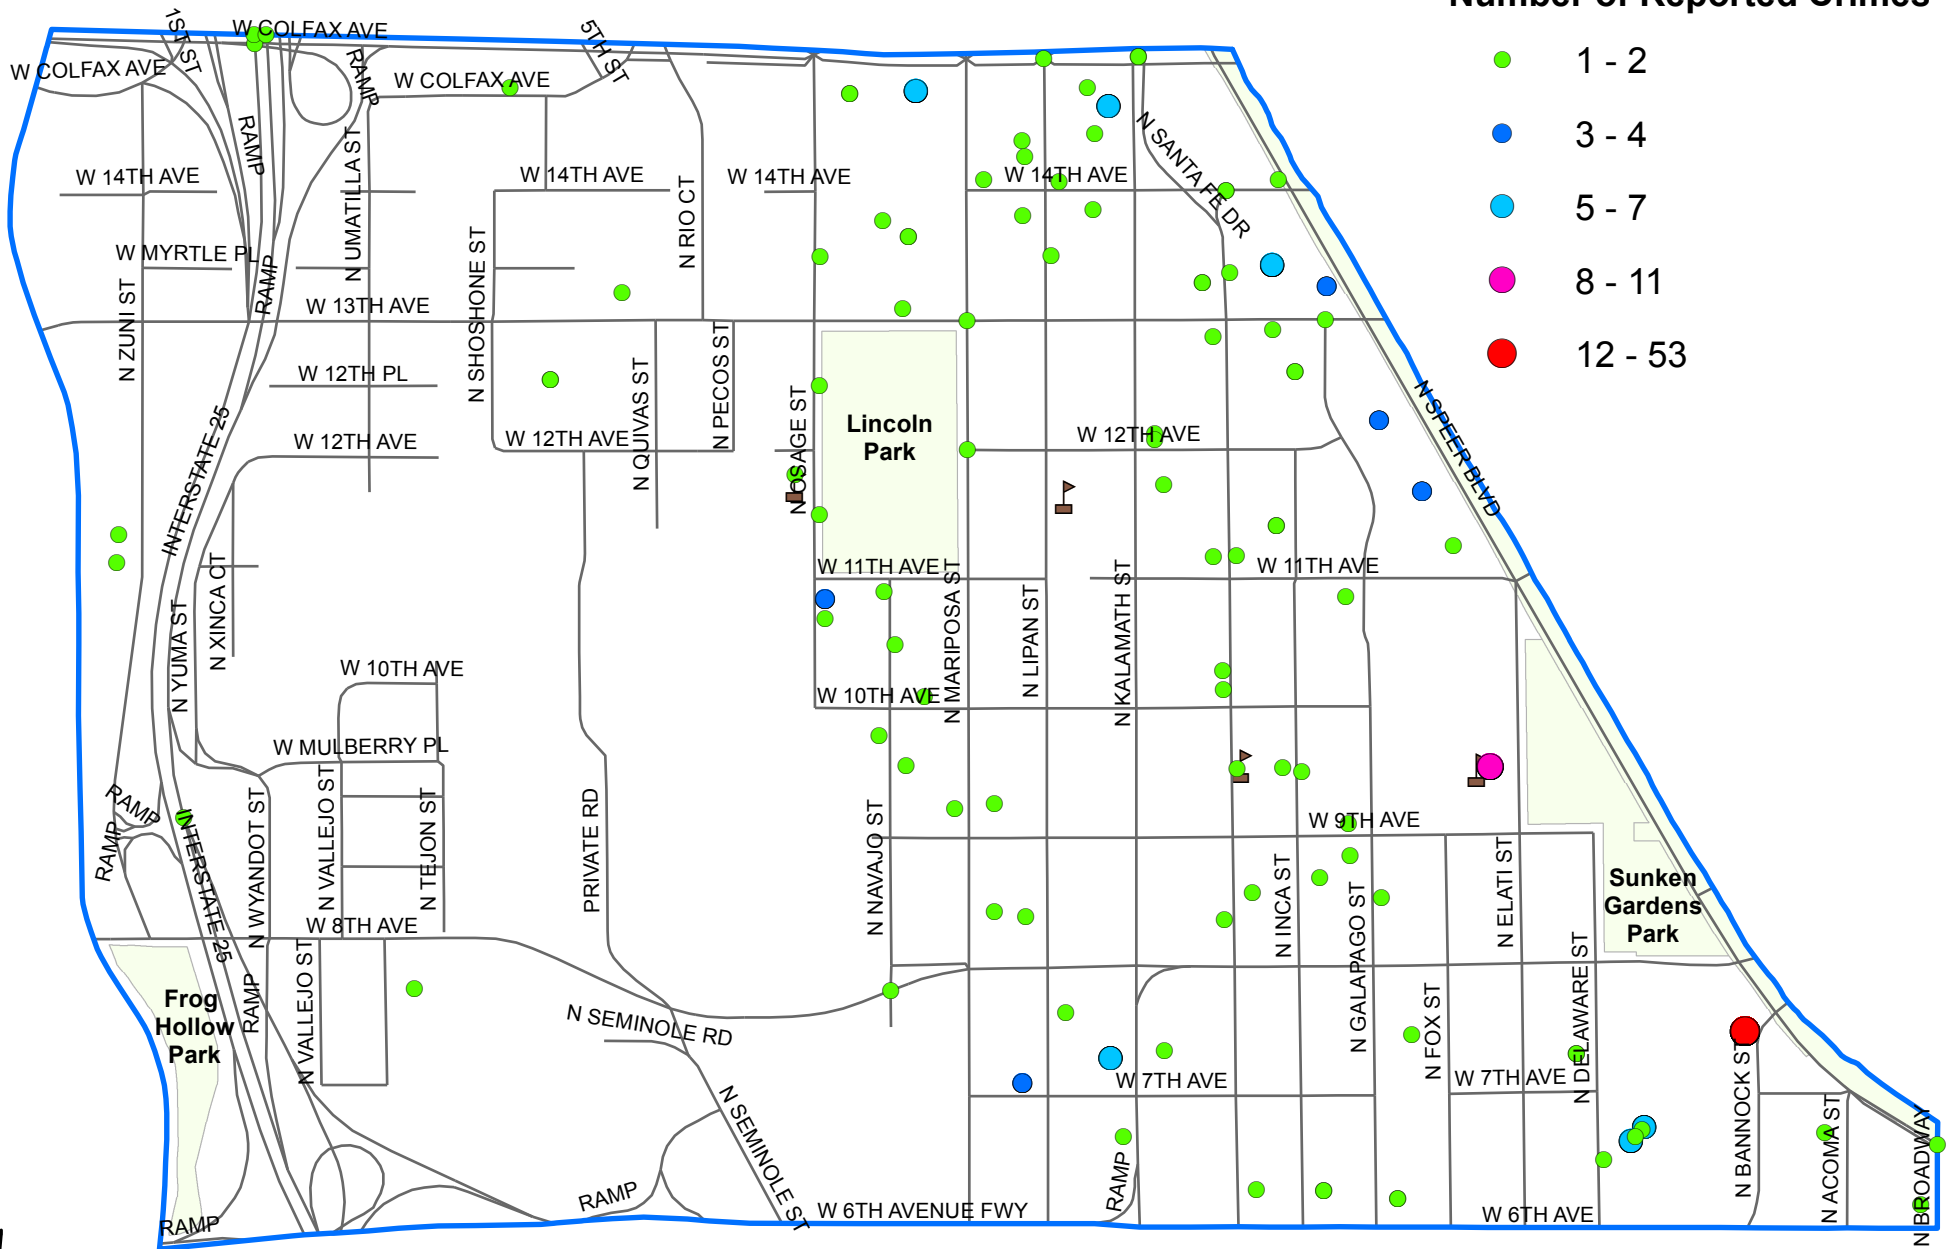 Number of Reported Crimes
1 - 2
3 - 4
5 - 7
8 - 11
12 - 53
1ST ST
W COLFAX AVE
5TH ST
W COLFAX AVE
RAMP
W COLFAX AVE
RAMP
N UMATILLA ST
N SANTA FE DR
W 14TH AVE
W 14TH AVE
W 14TH AVE
W 14TH AVE
N RIO CT
W MYRTLE PL
RAMP
N SHOSHONE ST
N ZUNI ST
W 13TH AVE
N PECOS ST
N QUIVAS ST
W 12TH PL
N OSAGE ST
Lincoln
Park
N SPEER BLVD
INTERSTATE 25
W 12TH AVE
W 12TH AVE
W 12TH AVE
N XINCA CT
W 11TH AVE
W 11TH AVE
N YUMA ST
N MARIPOSA ST
N LIPAN ST
N KALAMATH ST
W 10TH AVE
W 10TH AVE
W MULBERRY PL
RAMP
RAMP
INTERSTATE 25
N WYANDOT ST
N VALLEJO ST
N TEJON ST
PRIVATE RD
N NAVAJO ST
W 9TH AVE
N INCA ST
N GALAPAGO ST
N ELATI ST
Sunken
Gardens
Park
W 8TH AVE
N VALLEJO ST
RAMP
Frog
Hollow
Park
N SEMINOLE RD
N FOX ST
N DELAWARE ST
W 7TH AVE
W 7TH AVE
N BANNOCK ST
N ACOMA ST
N BROADWAY
N SEMINOLE ST
RAMP
RAMP
RAMP
W 6TH AVENUE FWY
W 6TH AVE